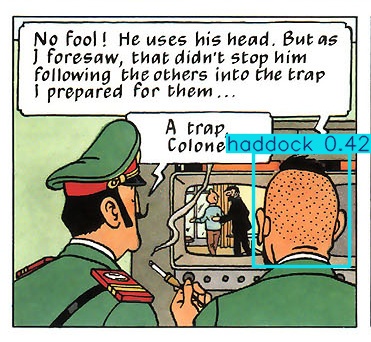 No fool! He uses his head. But as
I foresaw, that didn't stop him
following the others into the trap
I prepared for them...
A trap,
Colone
haddock 0.42